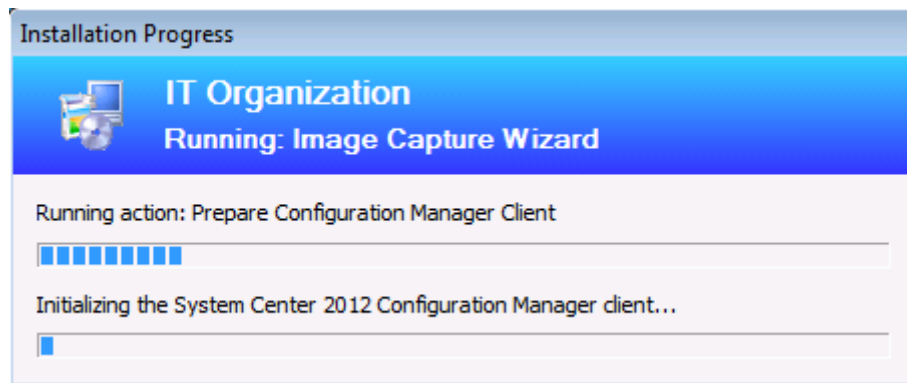 Installation Progress
IT Organization
Running: Image Capture Wizard
Running action: Prepare Configuration Manager Client
Initializing the System Center 2012 Configuration Manager client...